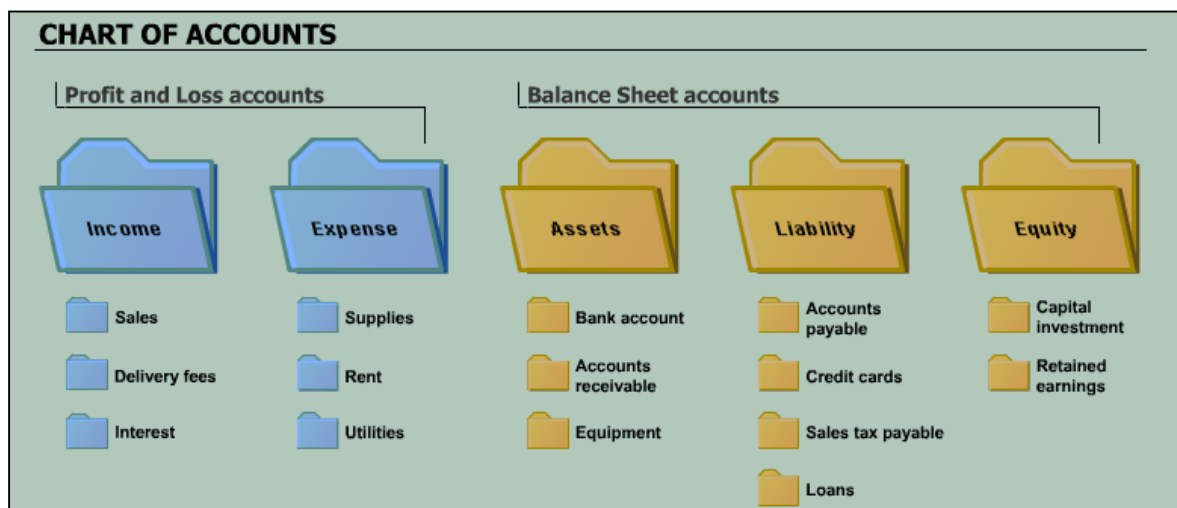 CHART OF ACCOUNTS
Profit and Loss accounts
Balance Sheet accounts
Income
Expense
Assets
Liability
Equity
Sales
Delivery fees
Interest
Supplies
Rent
Utilities
Bank account
Accounts
receivable
Equipment
Accounts
payable
Credit cards
Sales tax payable
Loans
Capital
investment
Retained
earnings